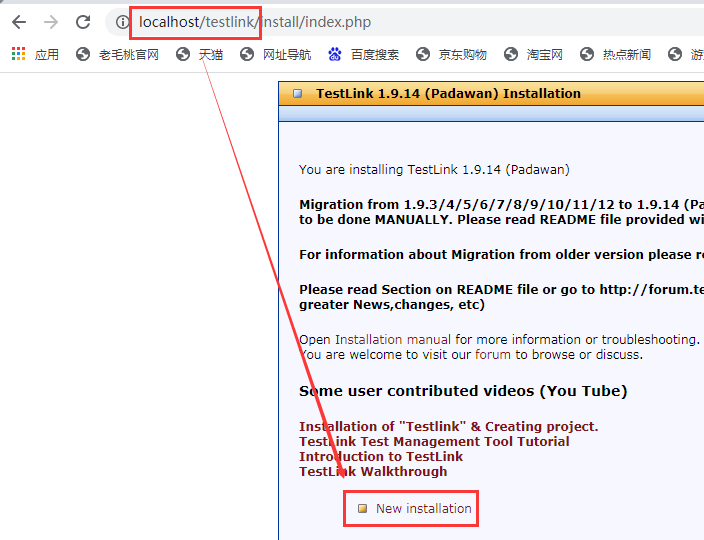 localhost/testlink/install/index.php
应用 老毛桃官网 天猫 网址导航 百度搜索 京东购物 淘宝网 热点新闻
TestLink 1.9.14 (Padawan) Installation
You are installing TestLink 1.9.14 (Padawan)
Migration from 1.9.3/4/5/6/7/8/9/10/11/12 to 1.9.14 (Pa
to be done MANUALLY. Please read README file provided wi
For information about Migration from older version please r
Please read Section on README file or go to http://forum.te
greater News,changes, etc)
Open Installation manual for more information or troubleshooting.
You are welcome to visit our forum to browse or discuss.
Some user contributed videos (You Tube)
Installation of "Testlink" & Creating project.
TestLink Test Management Tool Tutorial
Introduction to TestLink
TestLink Walkthrough
New installation